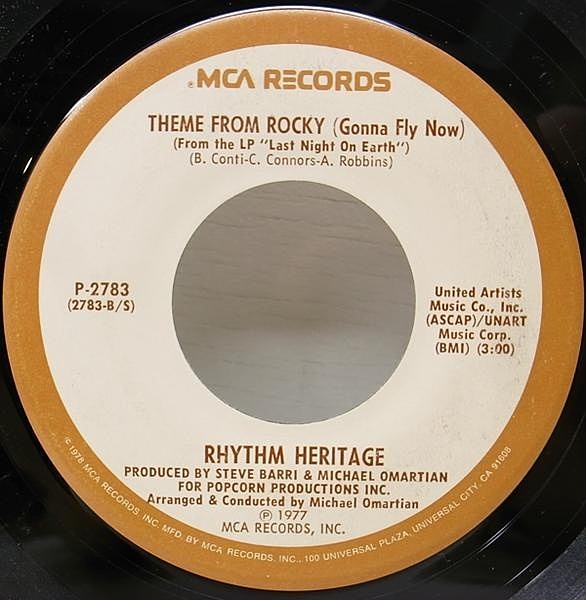 MCA RECORDS
THEME FROM ROCKY (Gonna Fly Now)
(From the LP "Last Night On Earth")
(B. Conti-C. Connors-A. Robbins)
P-2783
(2783-B/S)
United Artists
Music Co., Inc.
(ASCAP)/UNART
Music Corp.
(BMI) (3:00)
RHYTHM HERITAGE
PRODUCED BY STEVE BARRI & MICHAEL OMARTIAN
FOR POPCORN PRODUCTIONS INC.
Arranged & Conducted by Michael Omartian
℗ 1977
MCA RECORDS, INC.
© 1978 MCA RECORDS INC. MFD. BY MCA RECORDS. INC., 100 UNIVERSAL PLAZA, UNIVERSAL CITY, CA 91608